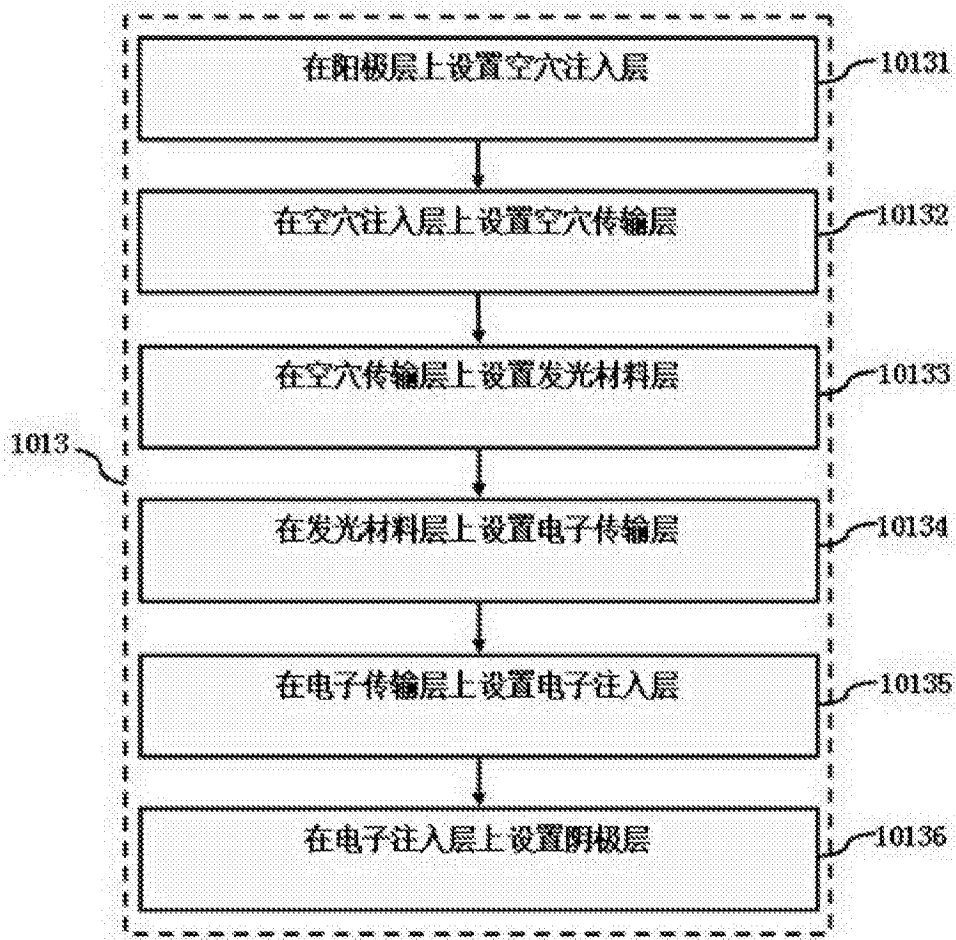 在阳极层上设置空穴注入层
10131
在空穴注入层上设置空穴传输层
10132
在空穴传输层上设置发光材料层
10133
1013
在发光材料层上设置电子传输层
10134
在电子传输层上设置电子注入层
10135
在电子注入层上设置阴极层
10136